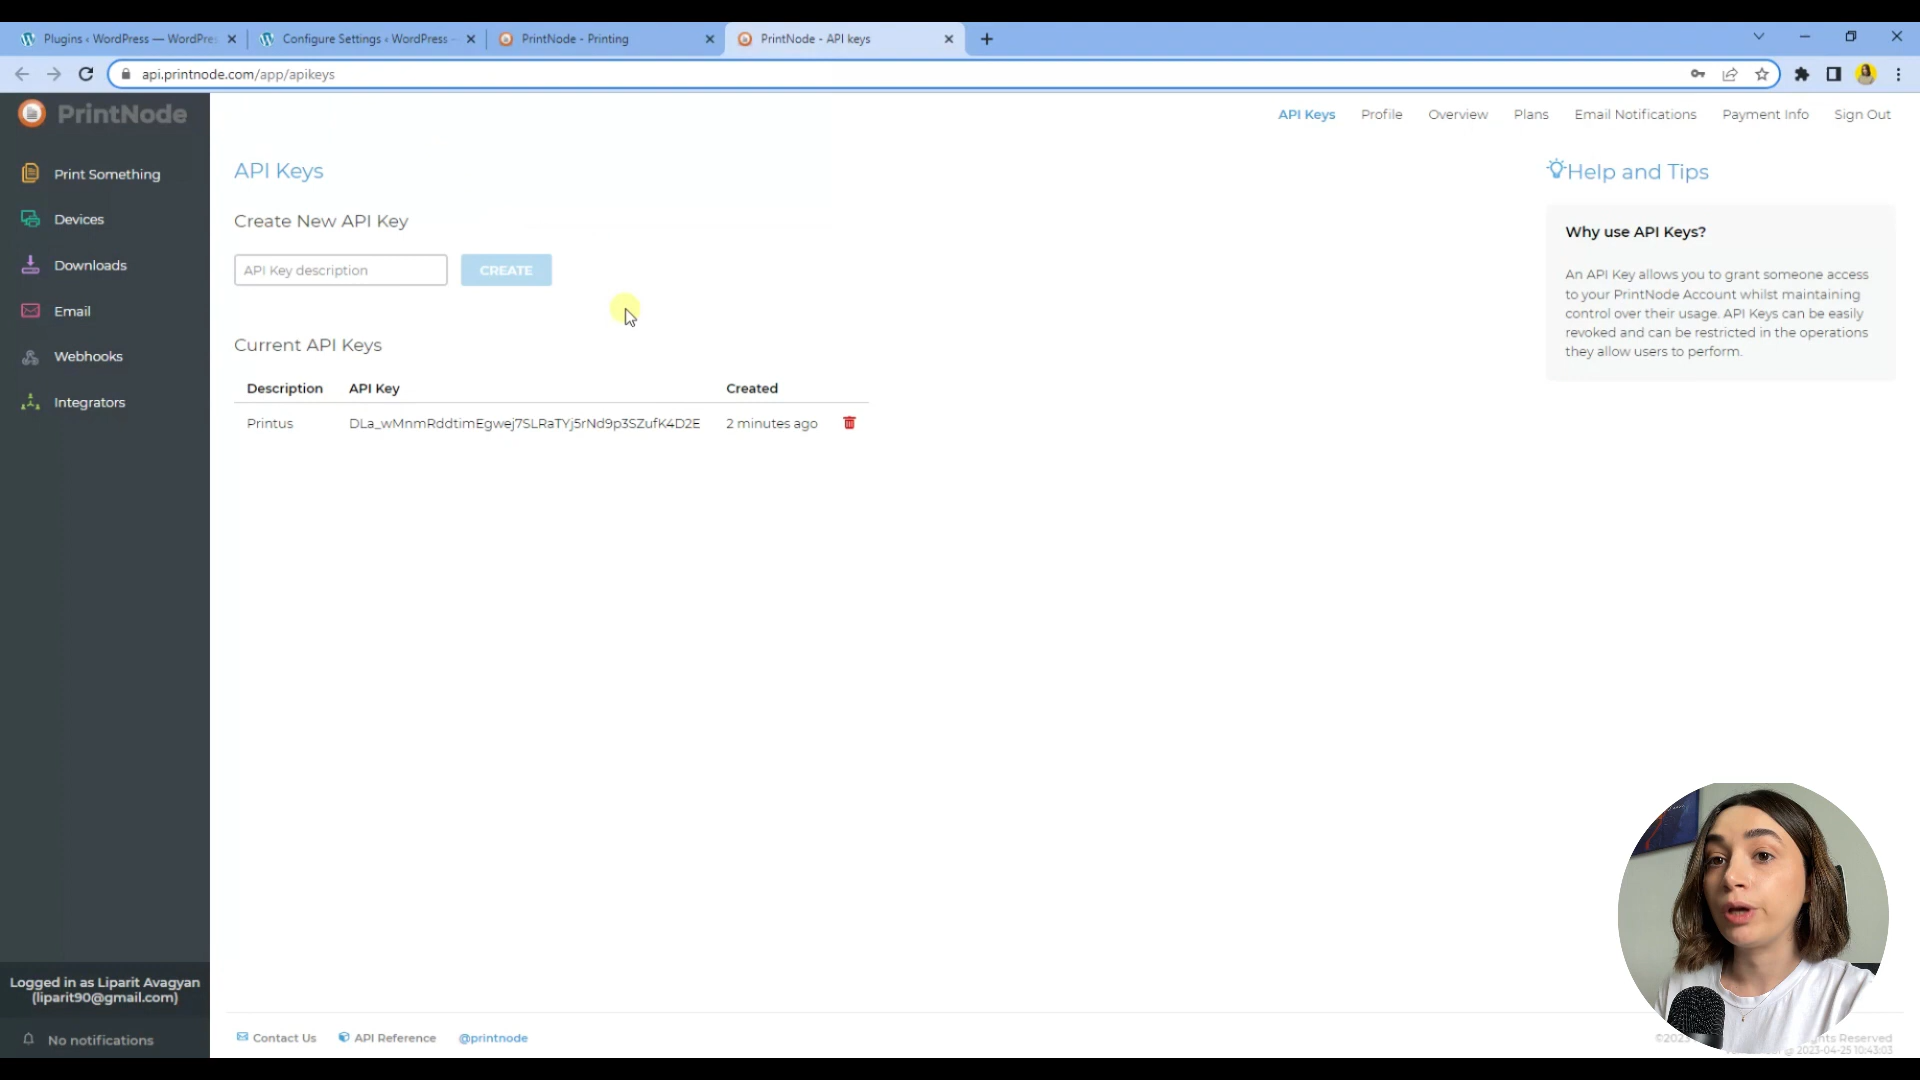 Plugins ‹ WordPress — WordPres
Configure Settings ‹ WordPress –
PrintNode - Printing
PrintNode - API keys
api.printnode.com/app/apikeys
PrintNode
API Keys
Profile
Overview
Plans
Email Notifications
Payment Info
Sign Out
Print Something
Devices
Downloads
Email
Webhooks
Integrators
API Keys
Create New API Key
API Key description
CREATE
Current API Keys
Description API Key Created
Printus DLa_wMnmRddtimEgwej7SLRaTYj5rNd9p3SZufK4D2E 2 minutes ago
Help and Tips
Why use API Keys?
An API Key allows you to grant someone access
to your PrintNode Account whilst maintaining
control over their usage. API Keys can be easily
revoked and can be restricted in the operations
they allow users to perform.
Logged in as Liparit Avagyan
(liparit90@gmail.com)
No notifications
Contact Us
API Reference
@printnode
©2023
Reserved
@ 2023-04-25 10:43:03